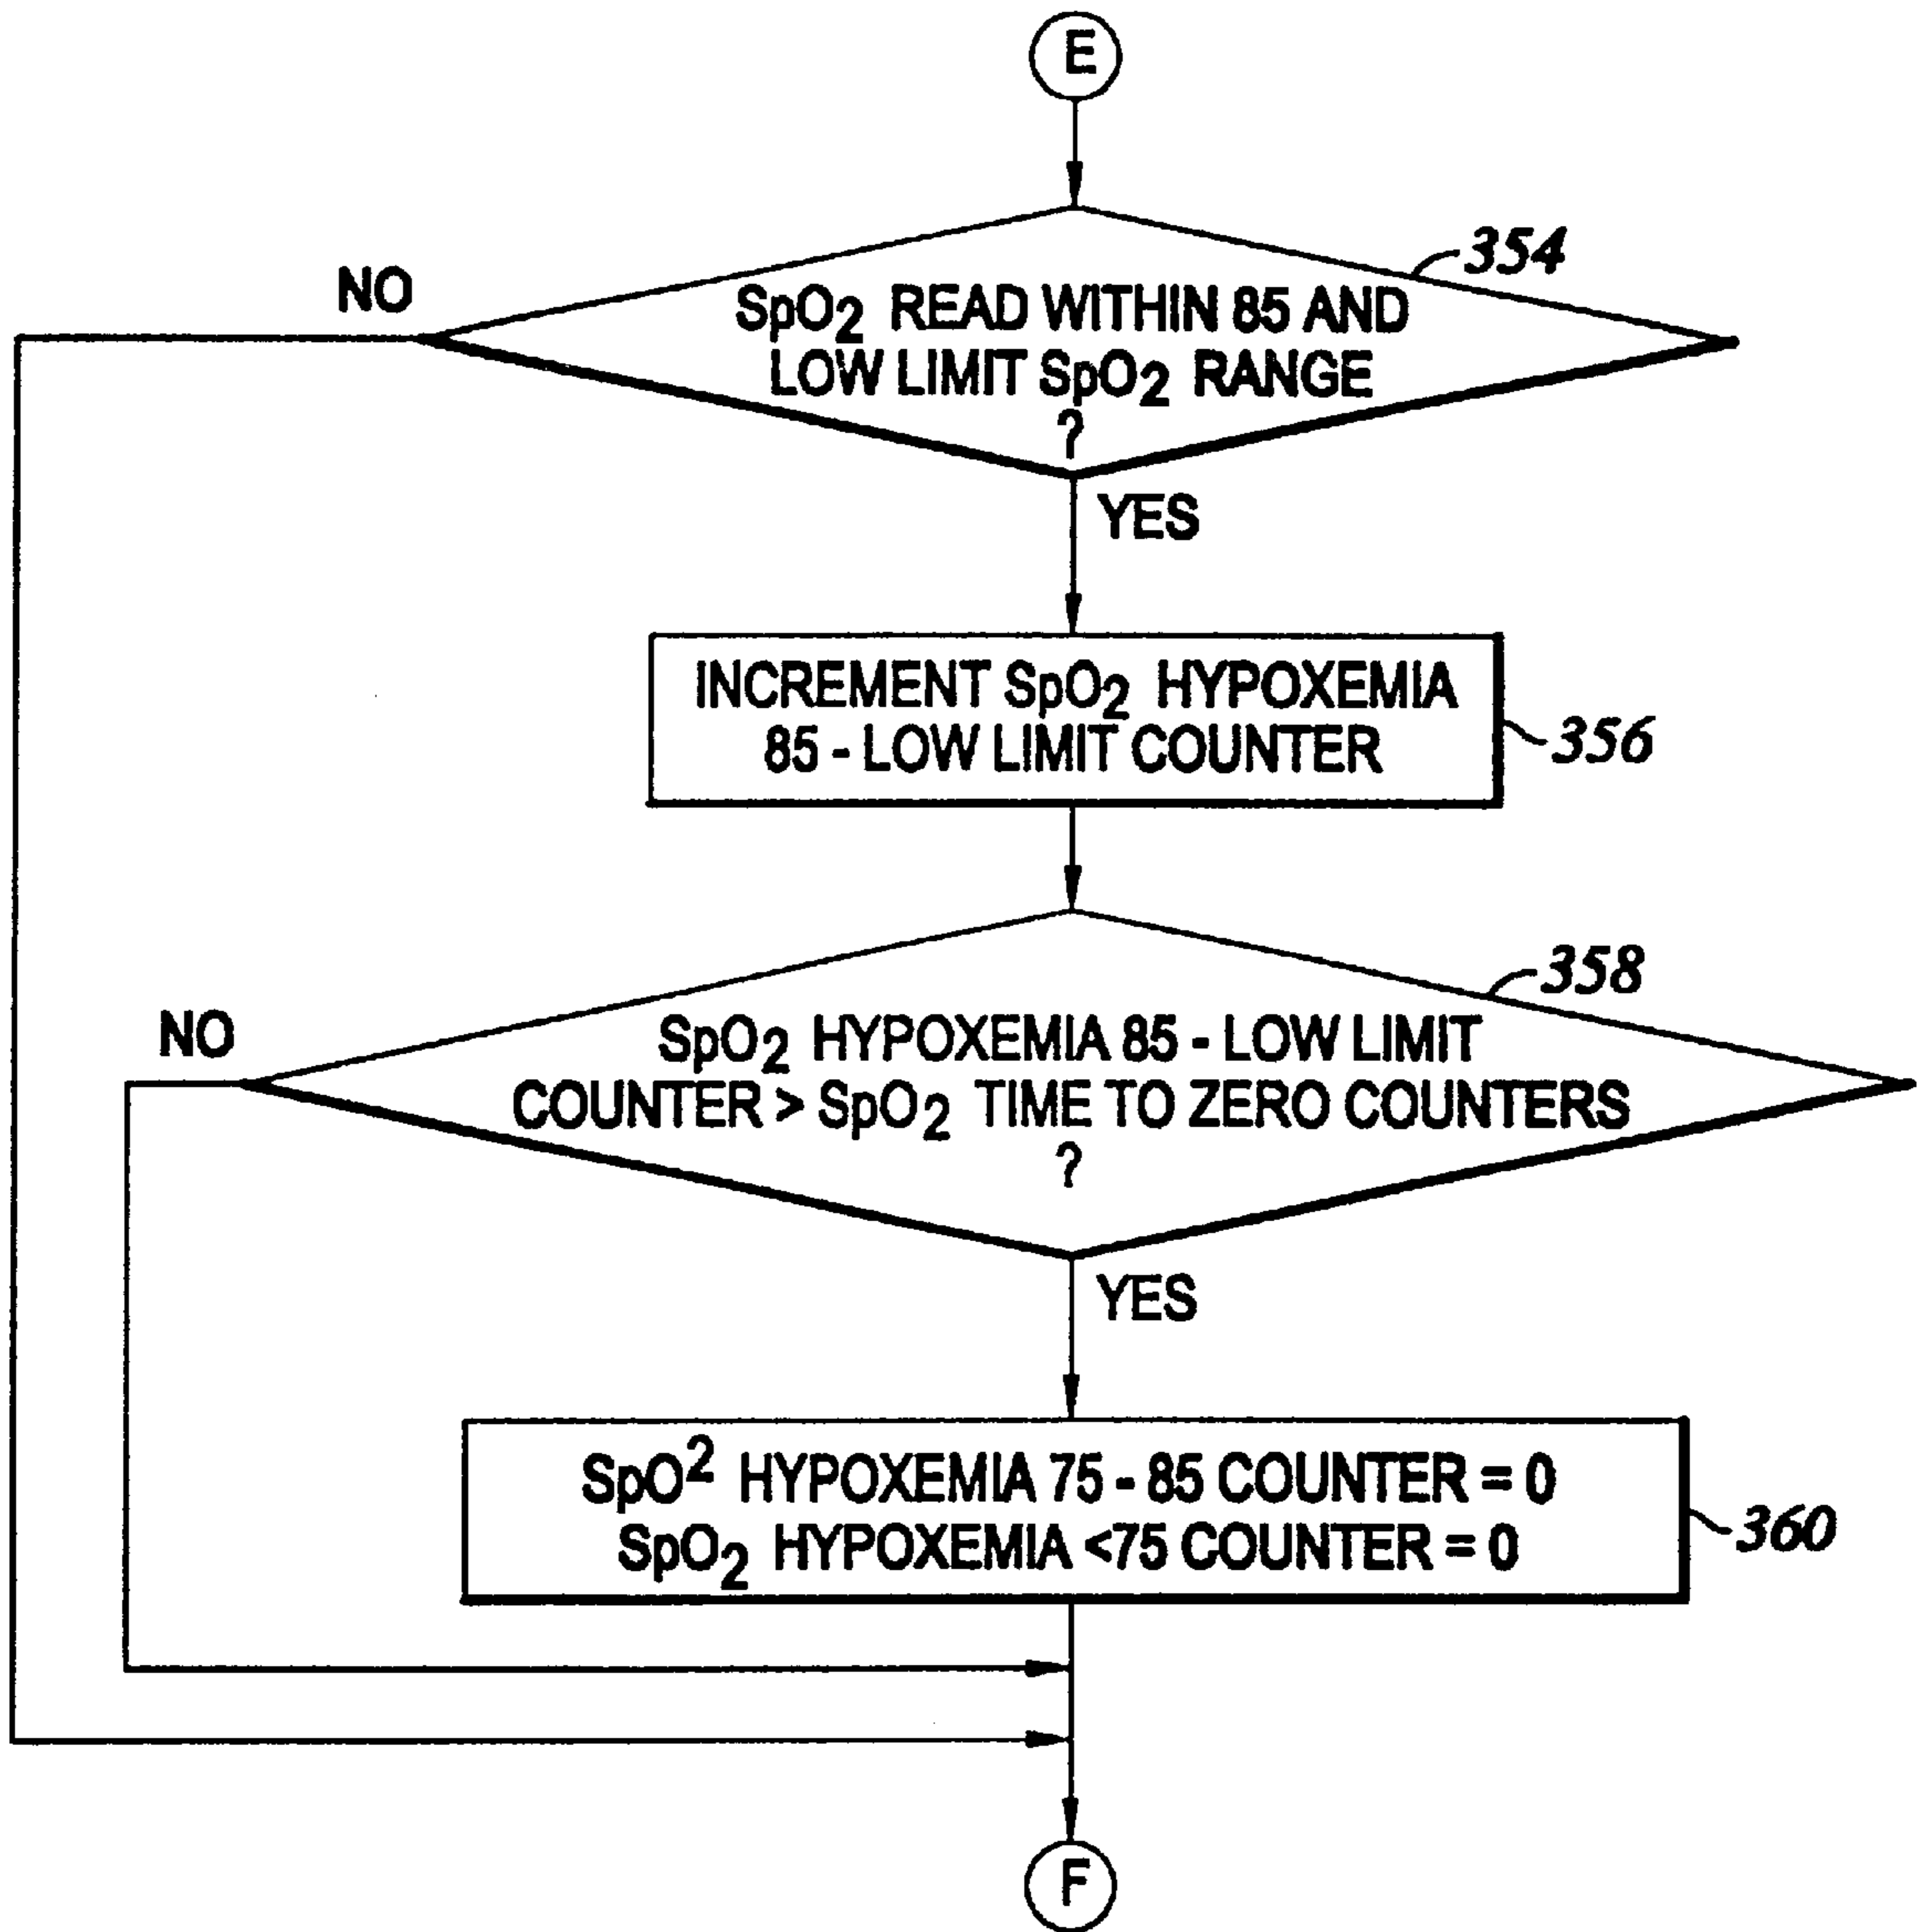 E
354
NO
SpO₂ READ WITHIN 85 AND
LOW LIMIT SpO₂ RANGE
?
YES
INCREMENT SpO₂ HYPOXEMIA
85 - LOW LIMIT COUNTER
356
358
NO
SpO₂ HYPOXEMIA 85 - LOW LIMIT
COUNTER > SpO₂ TIME TO ZERO COUNTERS
?
YES
SpO² HYPOXEMIA 75 - 85 COUNTER = 0
SpO₂ HYPOXEMIA <75 COUNTER = 0
360
F